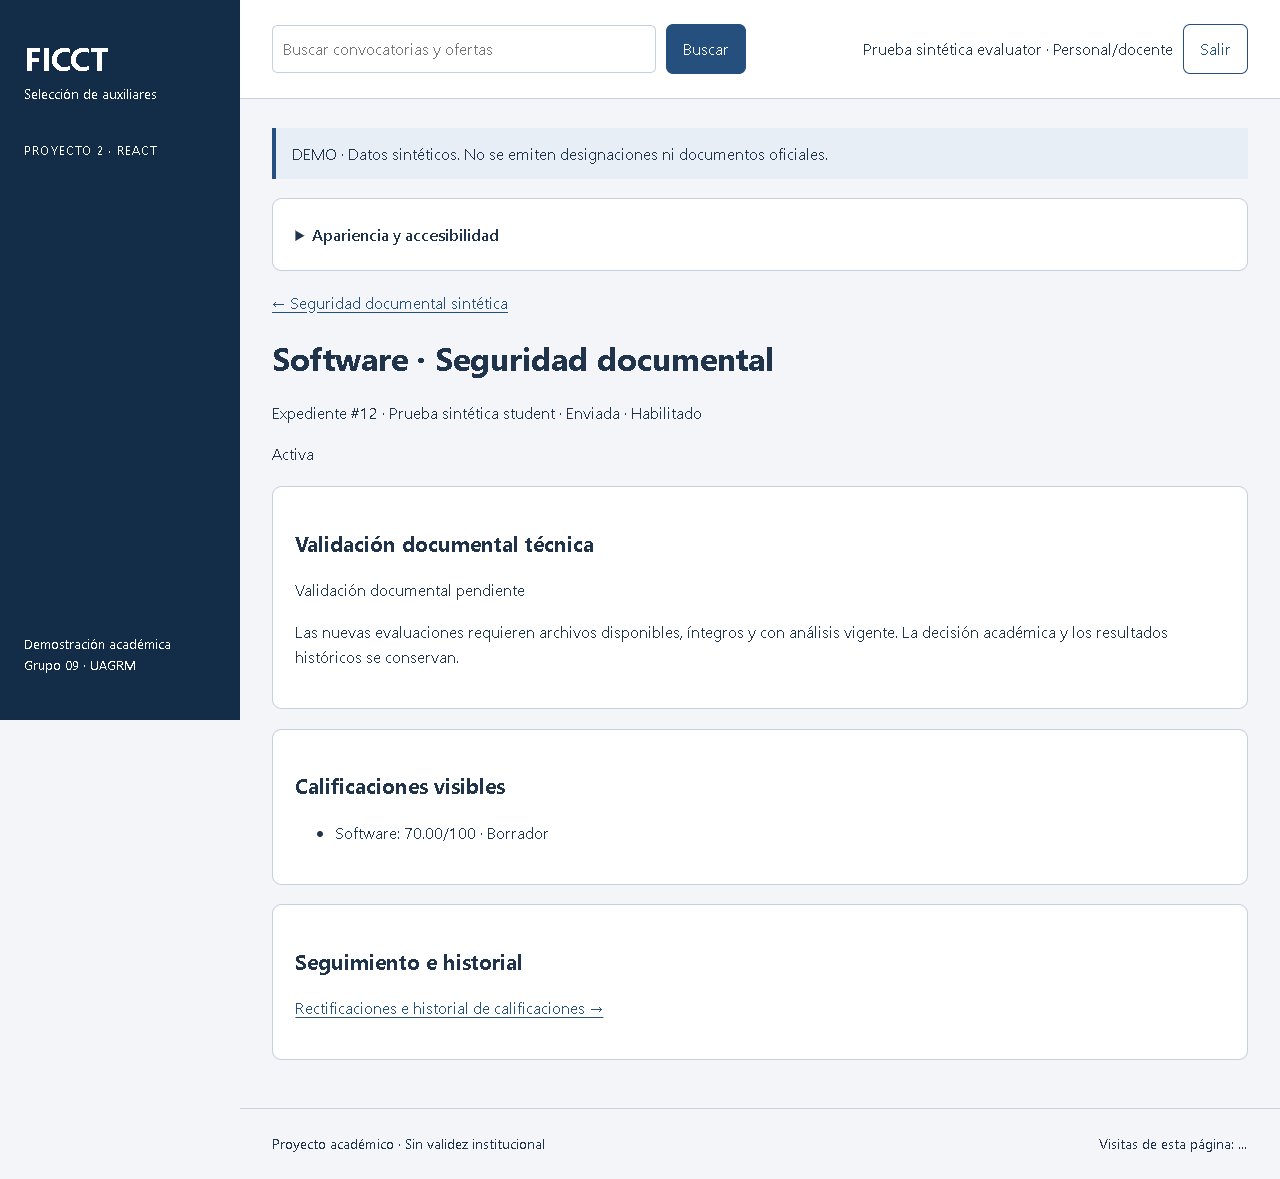 FICCT
Selección de auxiliares
PROYECTO 2 · REACT
Demostración académica
Grupo 09 · UAGRM
Buscar convocatorias y ofertas
Buscar
Prueba sintética evaluator · Personal/docente
Salir
DEMO · Datos sintéticos. No se emiten designaciones ni documentos oficiales.
▶ Apariencia y accesibilidad
← Seguridad documental sintética
Software · Seguridad documental
Expediente #12 · Prueba sintética student · Enviada · Habilitado
Activa
Validación documental técnica
Validación documental pendiente
Las nuevas evaluaciones requieren archivos disponibles, íntegros y con análisis vigente. La decisión académica y los resultados
históricos se conservan.
Calificaciones visibles
• Software: 70.00/100 · Borrador
Seguimiento e historial
Rectificaciones e historial de calificaciones →
Proyecto académico · Sin validez institucional
Visitas de esta página: ...